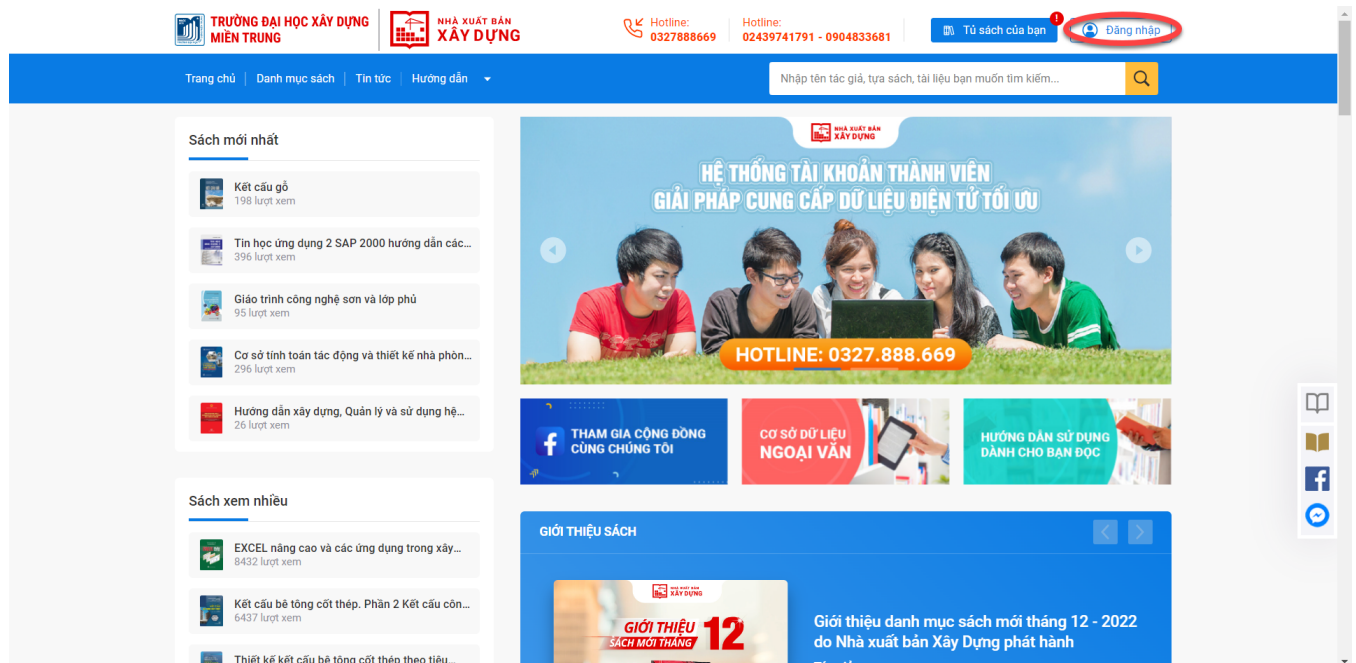 TRƯỜNG ĐẠI HỌC XÂY DỰNG
MIỀN TRUNG
NHÀ XUẤT BẢN
XÂY DỰNG
Hotline:
0327888669
Hotline:
02439741791 - 0904833681
Tủ sách của bạn
!
Đăng nhập
Trang chủ
Danh mục sách
Tin tức
Hướng dẫn
Nhập tên tác giả, tựa sách, tài liệu bạn muốn tìm kiếm...
Sách mới nhất
Kết cấu gỗ
198 lượt xem
Tin học ứng dụng 2 SAP 2000 hướng dẫn các...
396 lượt xem
Giáo trình công nghệ sơn và lớp phủ
95 lượt xem
Cơ sở tính toán tác động và thiết kế nhà phòn...
296 lượt xem
Hướng dẫn xây dựng, Quản lý và sử dụng hệ...
26 lượt xem
Sách xem nhiều
EXCEL nâng cao và các ứng dụng trong xây...
8432 lượt xem
Kết cấu bê tông cốt thép. Phần 2 Kết cấu côn...
6437 lượt xem
Thiết kế kết cấu bê tông cốt thép theo tiêu...
NHÀ XUẤT BẢN
XÂY DỰNG
HỆ THỐNG TÀI KHOẢN THÀNH VIÊN
GIẢI PHÁP CUNG CẤP DỮ LIỆU ĐIỆN TỬ TỐI ƯU
HOTLINE: 0327.888.669
THAM GIA CỘNG ĐỒNG
CÙNG CHÚNG TÔI
CƠ SỞ DỮ LIỆU
NGOẠI VĂN
HƯỚNG DẪN SỬ DỤNG
DÀNH CHO BẠN ĐỌC
GIỚI THIỆU SÁCH
NHÀ XUẤT BẢN
XÂY DỰNG
GIỚI THIỆU
SÁCH MỚI THÁNG
12
Giới thiệu danh mục sách mới tháng 12 - 2022
do Nhà xuất bản Xây Dựng phát hành